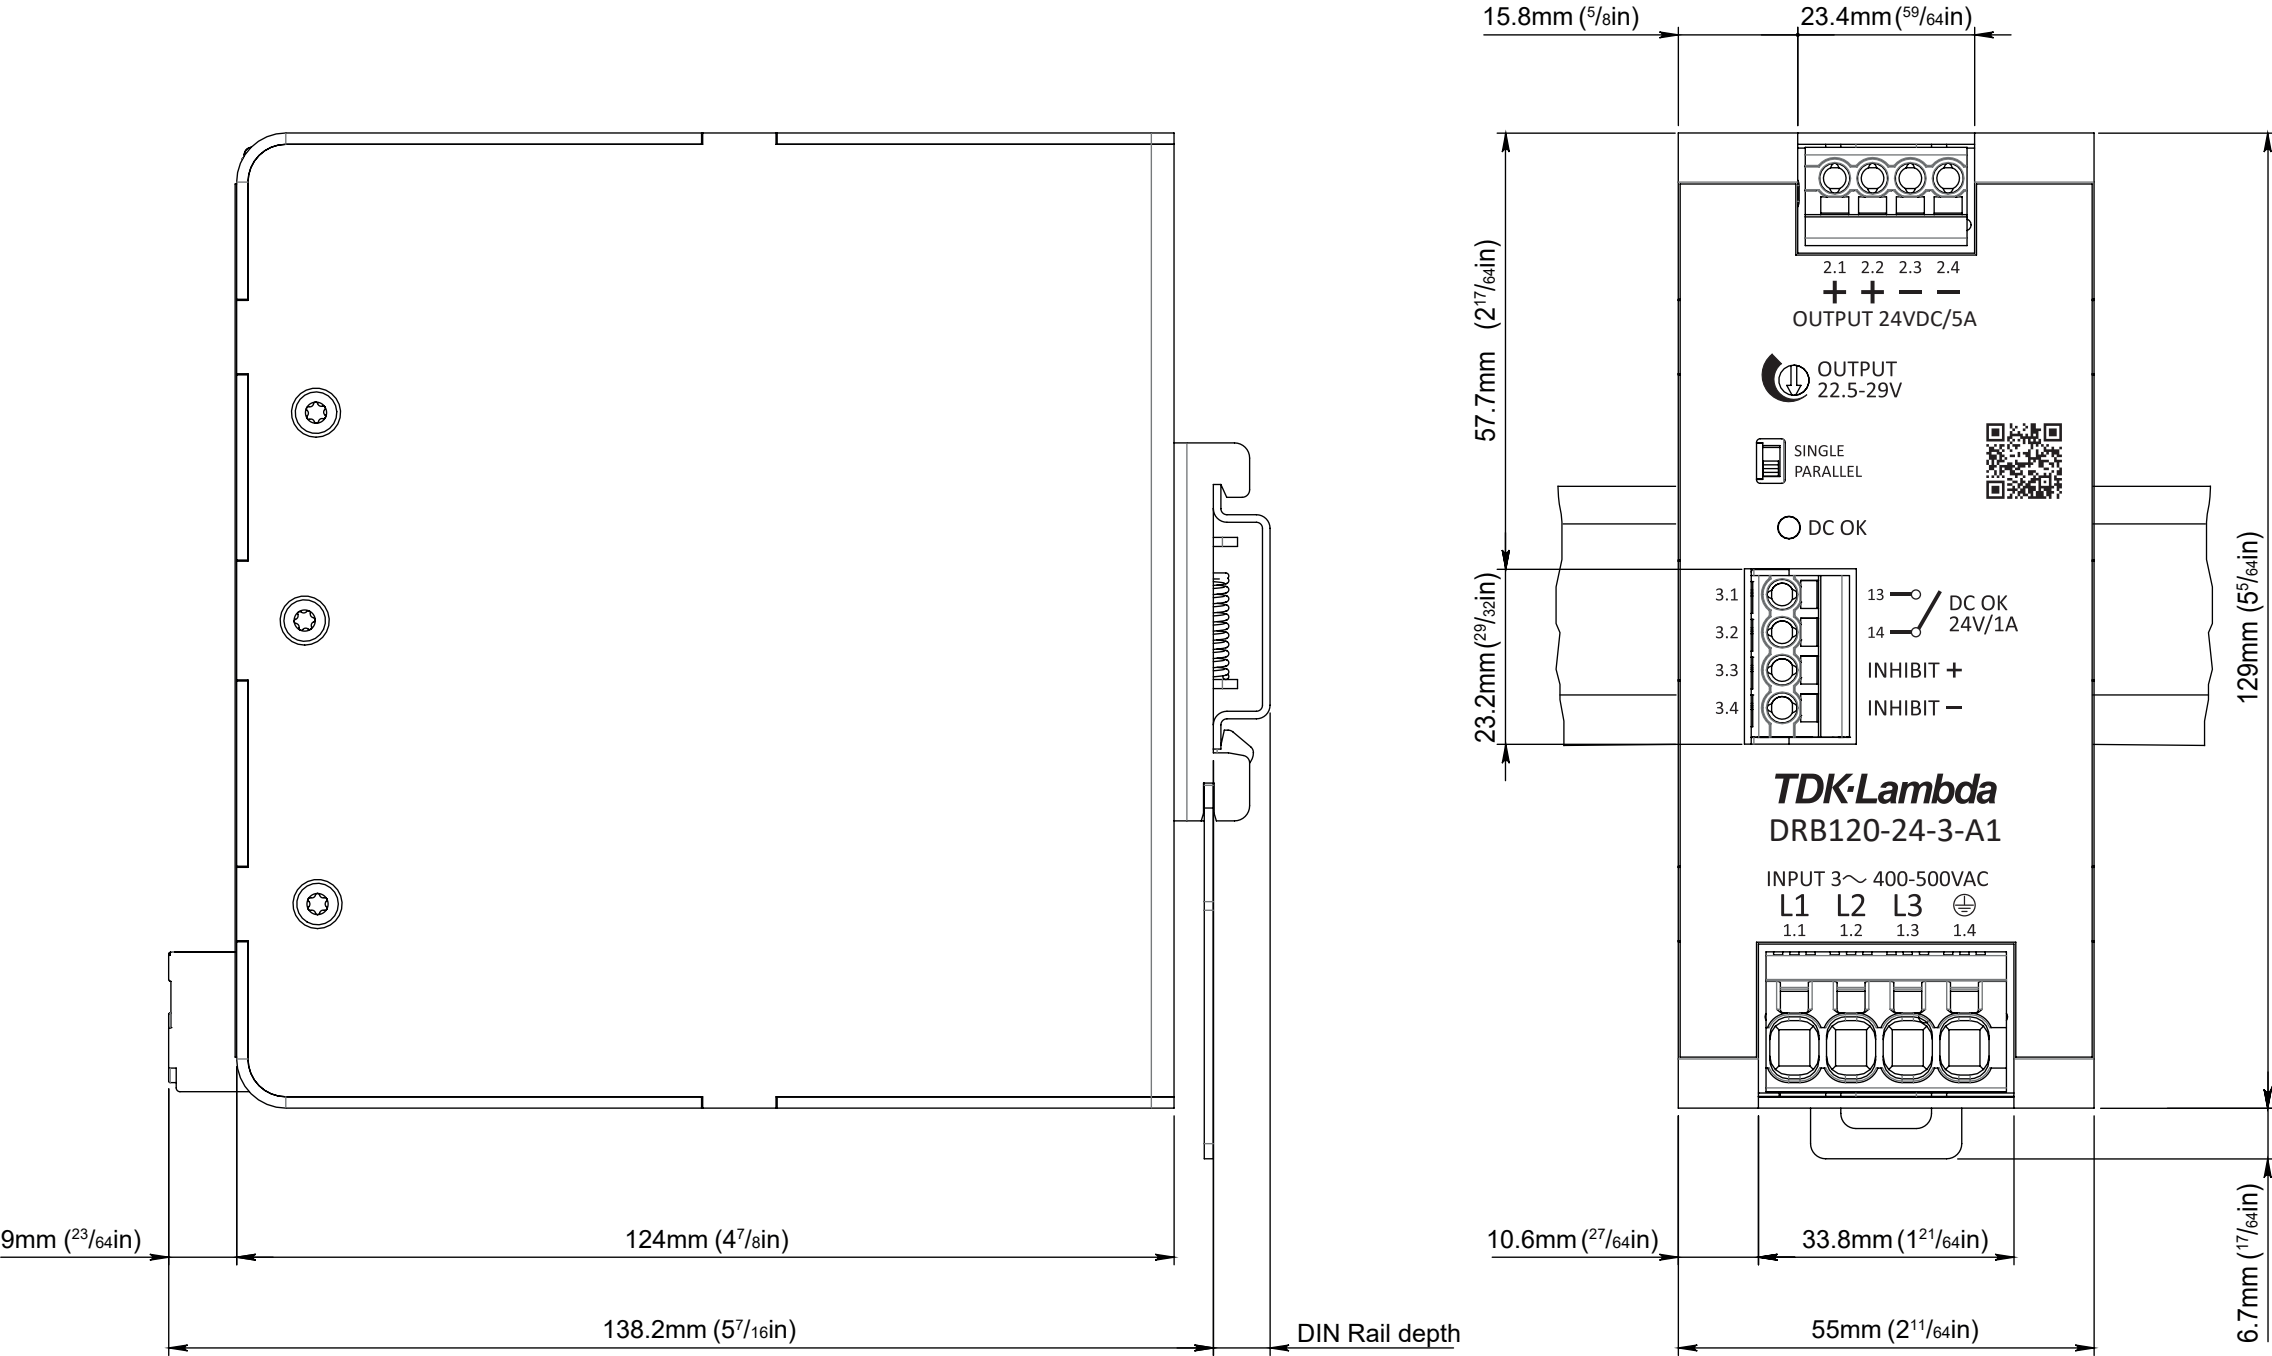 15.8mm (5/8in)
23.4mm (59/64in)
57.7mm (2 17/64in)
23.2mm (29/32in)
2.1 2.2 2.3 2.4
+ + − −
OUTPUT 24VDC/5A
OUTPUT
22.5-29V
SINGLE
PARALLEL
DC OK
3.1
3.2
3.3
3.4
13
14
DC OK
24V/1A
INHIBIT +
INHIBIT −
TDK·Lambda
DRB120-24-3-A1
INPUT 3~ 400-500VAC
L1 L2 L3 ⏚
1.1 1.2 1.3 1.4
129mm (5 5/64in)
6.7mm (17/64in)
9mm (23/64in)
124mm (4 7/8in)
138.2mm (5 7/16in)
DIN Rail depth
10.6mm (27/64in)
33.8mm (1 21/64in)
55mm (2 11/64in)